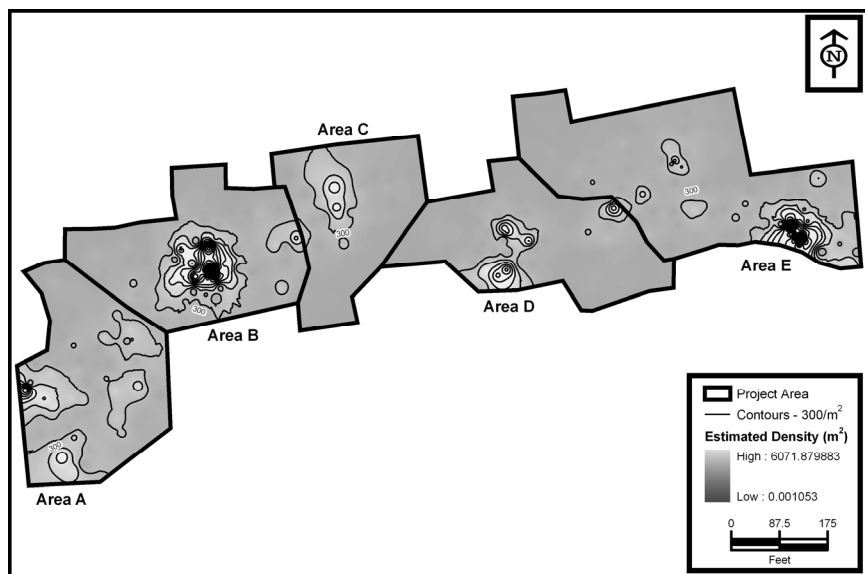 N
Area C
300
300
300
300
Area E
Area D
300
Area B
300
Area A
Project Area
Contours - 300/m²
Estimated Density (m²)
High : 6071.879883
Low : 0.001053
0 87.5 175
Feet